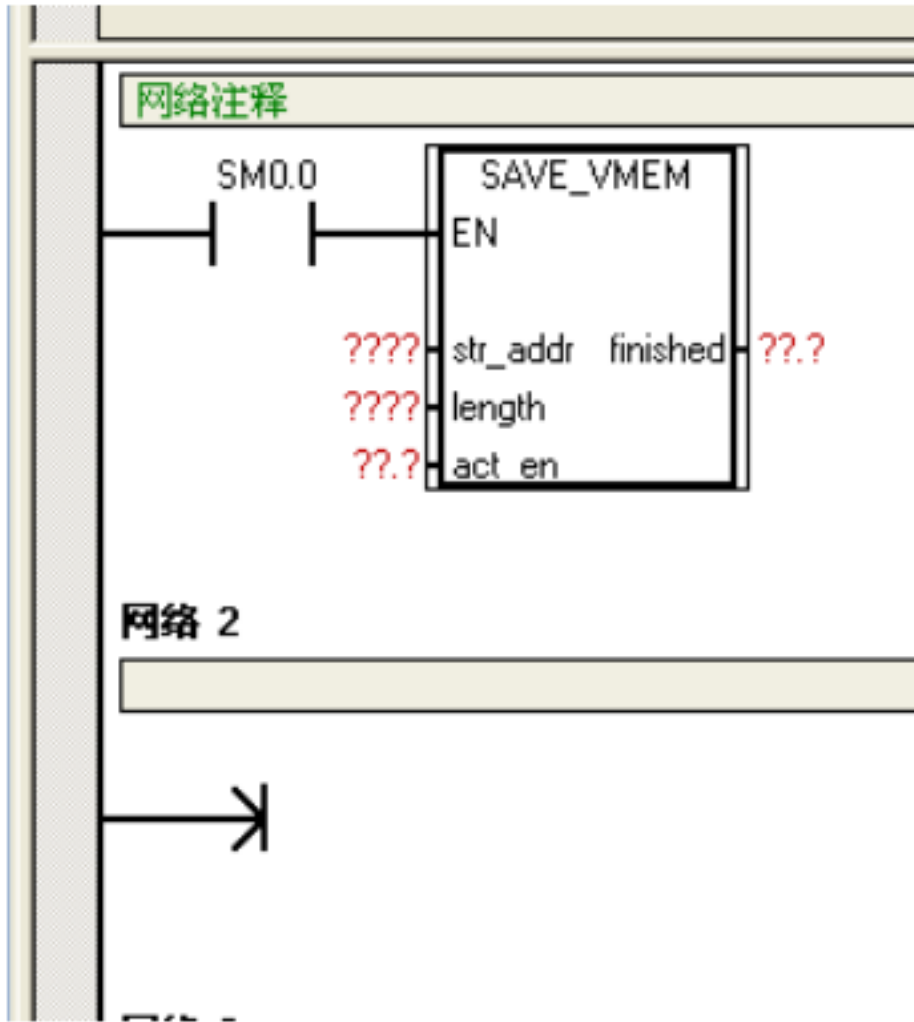 网络注释
SM0.0 SAVE_VMEM
EN
???? str_addr finished ??.?
???? length
??.? act_en
网络 2